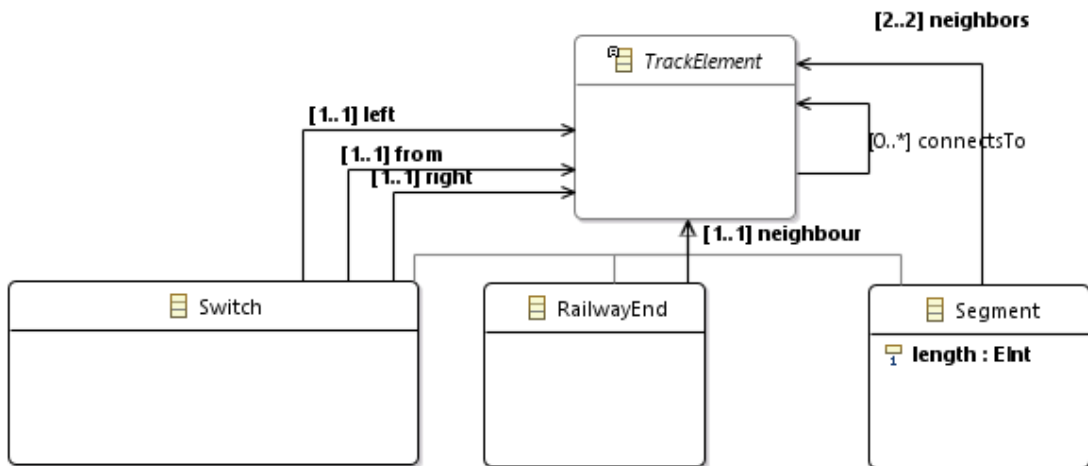 [2..2] neighbors
TrackElement
[1..1] left
[0..*] connectsTo
[1..1] from
[1..1] right
[1..1] neighbour
Switch
RailwayEnd
Segment
length : EInt